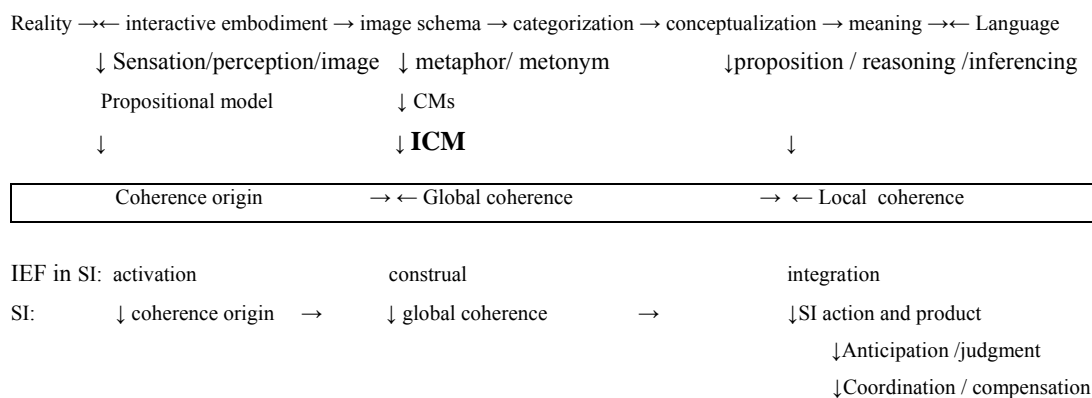 Reality →← interactive embodiment → image schema → categorization → conceptualization → meaning →← Language
↓ Sensation/perception/image ↓ metaphor/ metonym ↓proposition / reasoning /inferencing
Propositional model ↓ CMs
↓ ↓ ICM ↓
Coherence origin → ← Global coherence → ← Local coherence
IEF in SI: activation construal integration
SI: ↓ coherence origin → ↓ global coherence → ↓SI action and product
↓Anticipation /judgment
↓Coordination / compensation